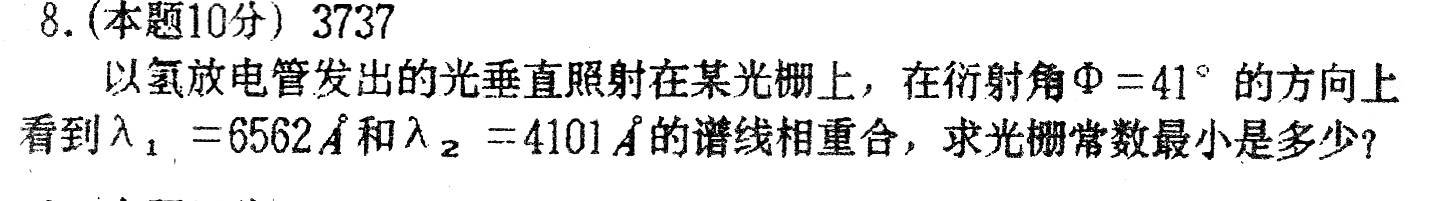 8.(本题10分) 3737
以氢放电管发出的光垂直照射在某光栅上，在衍射角Φ=41°的方向上
看到λ₁=6562Å和λ₂=4101Å的谱线相重合，求光栅常数最小是多少?